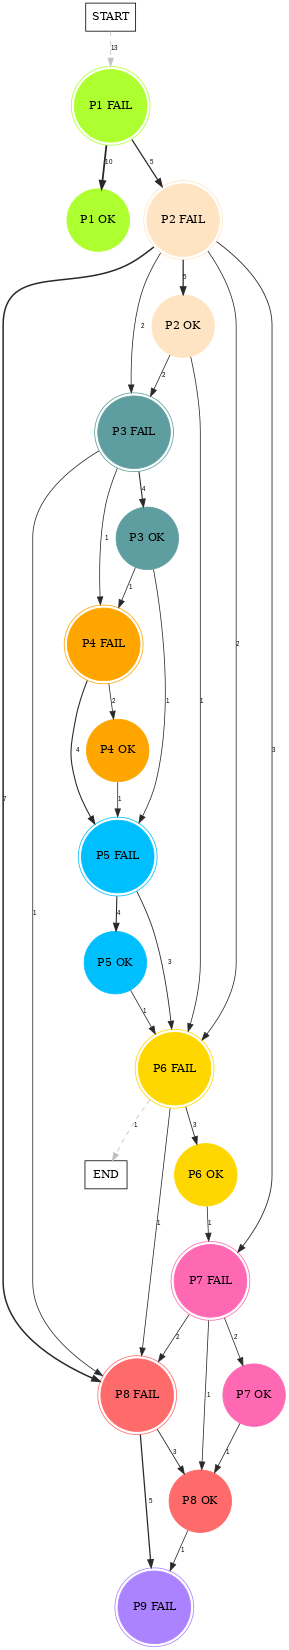 START
13
P1 FAIL
10
5
P1 OK
P2 FAIL
5
P2 OK
2
2
P3 FAIL
4
P3 OK
1
1
P4 FAIL
2
2
3
1
1
P4 OK
4
7
1
P5 FAIL
4
1
P5 OK
3
1
P6 FAIL
1
3
END
P6 OK
1
1
P7 FAIL
2
2
1
P8 FAIL
P7 OK
3
1
5
P8 OK
1
P9 FAIL